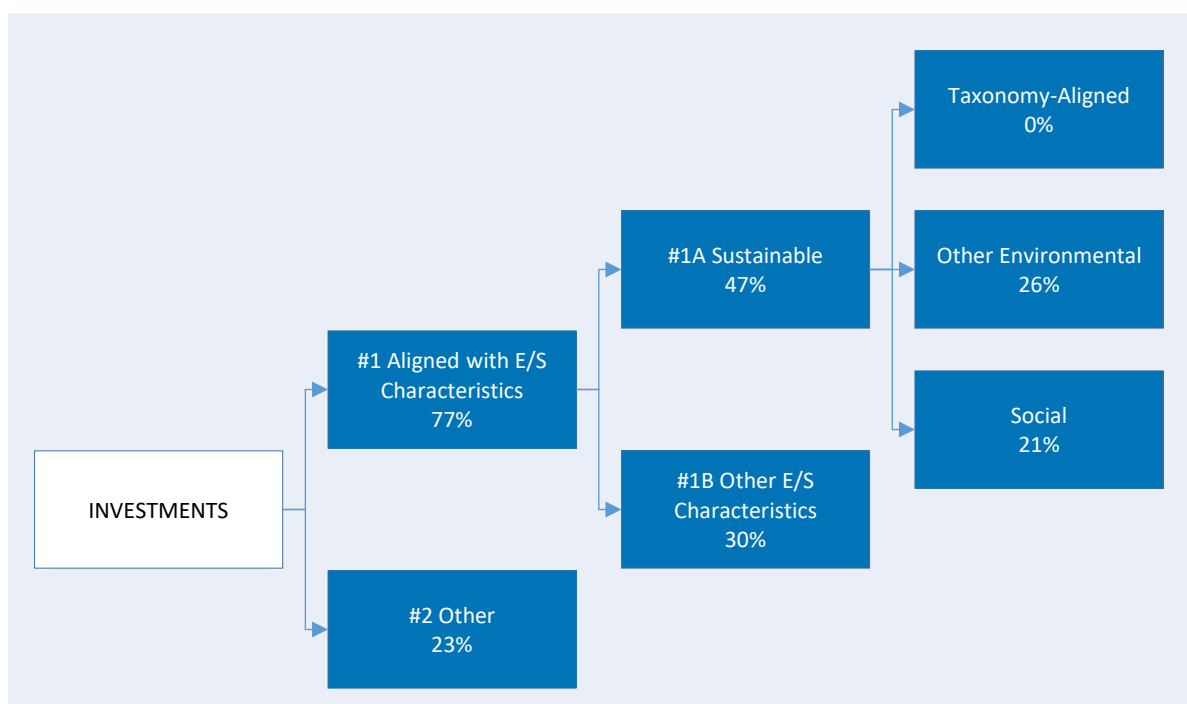 INVESTMENTS
#1 Aligned with E/S
Characteristics
77%
#2 Other
23%
#1A Sustainable
47%
#1B Other E/S
Characteristics
30%
Taxonomy-Aligned
0%
Other Environmental
26%
Social
21%